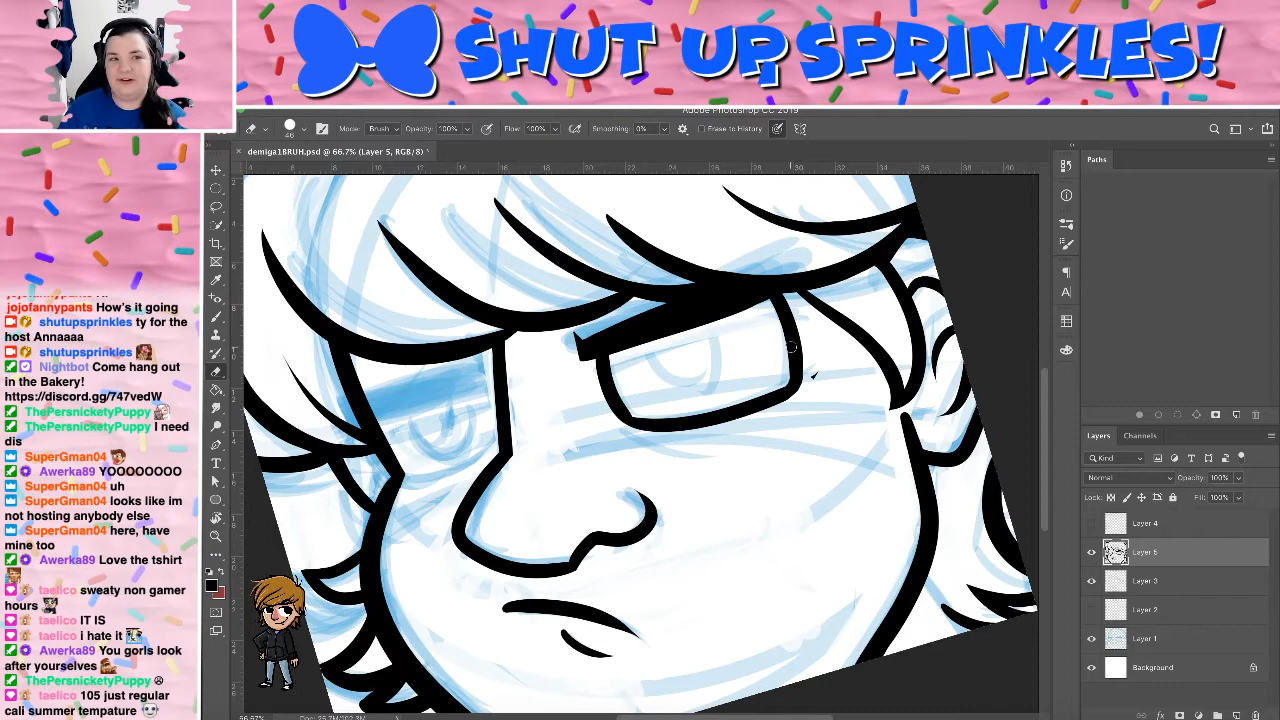 SHUT UP, SPRINKLES!
Adobe Photoshop CC 2019
46
Mode: Brush
Opacity: 100%
Flow: 100%
Smoothing: 0%
Erase to History
demiga1BRUH.psd @ 66.7% (Layer 5, RGB/8) *
Paths
jojofannypants How's it going
shutupsprinkles ty for the
host Annaaaa
shutupsprinkles
Nightbot Come hang out
in the Bakery!
https://discord.gg/747vedW
ThePersnicketyPuppy
ThePersnicketyPuppy I need
dis
SuperGman04
Awerka89 YOOOOOOO
SuperGman04 uh
SuperGman04 looks like im
not hosting anybody else
SuperGman04 here, have
mine too
Awerka89 Love the tshirt
taelico sweaty non gamer
hours
taelico IT IS
taelico i hate it
Awerka89 You gorls look
after yourselves
ThePersnicketyPuppy
taelico 105 just regular
cali summer tempature
Layers
Channels
Kind
Normal
Opacity: 100%
Lock:
Fill: 100%
Layer 4
Layer 5
Layer 3
Layer 2
Layer 1
Background
66.67%